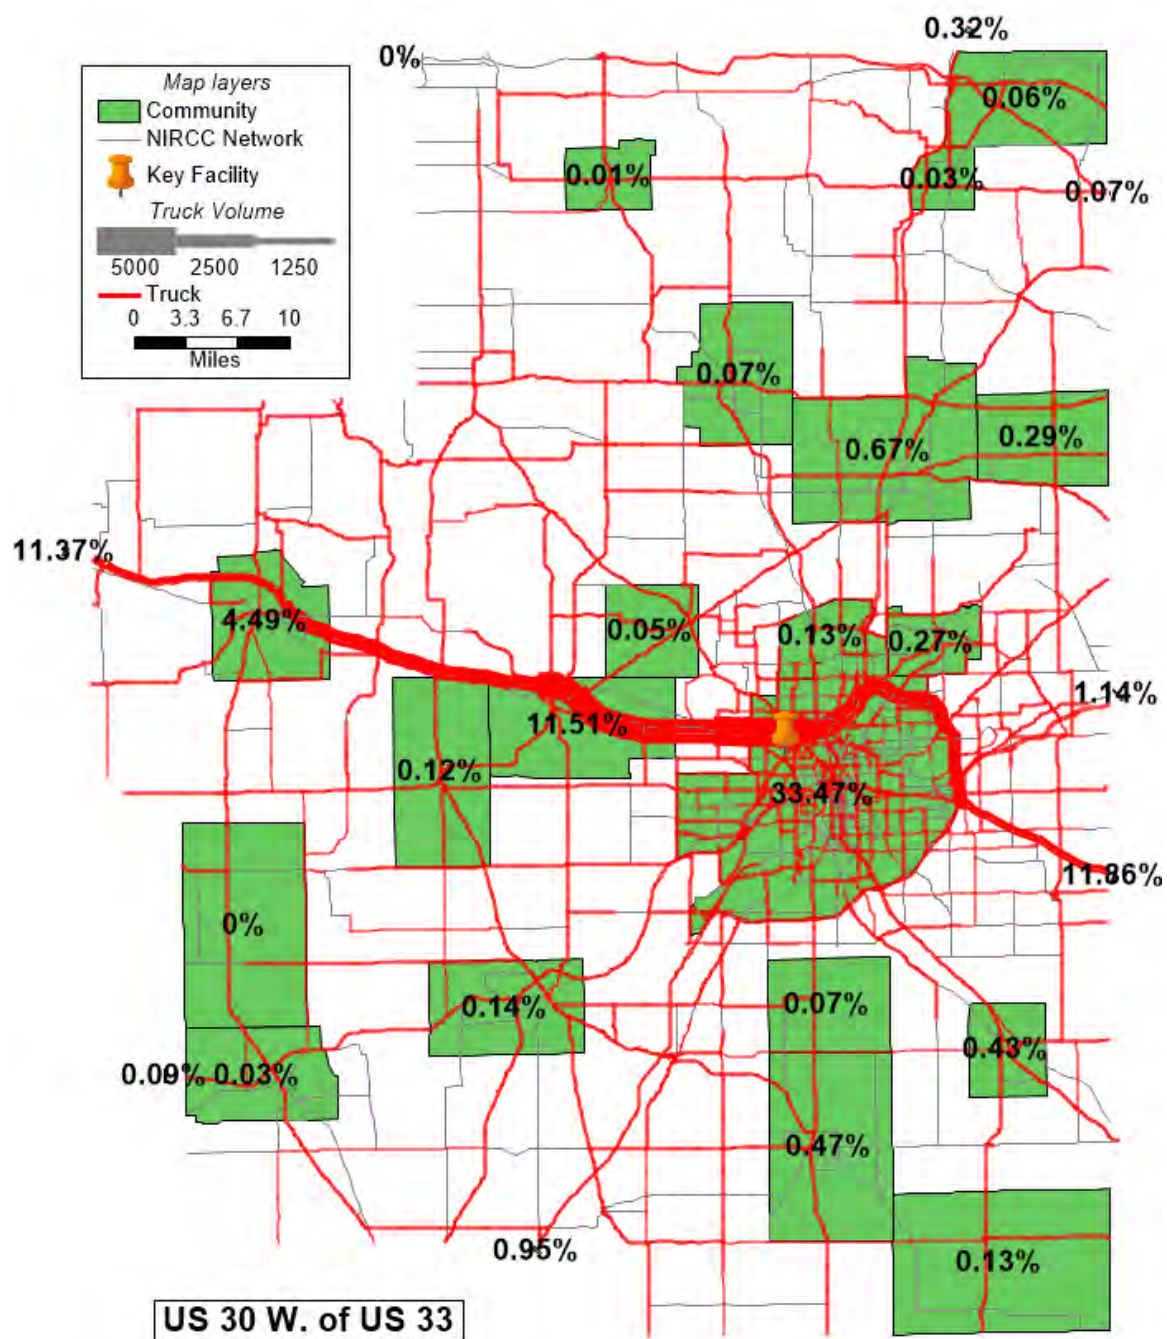 0.32%
0%
Map layers
Community
NIRCC Network
Key Facility
Truck Volume
5000 2500 1250
Truck
0 3.3 6.7 10
Miles
0.06%
0.01%
0.03%
0.07%
0.07%
0.67%
0.29%
11.37%
4.49%
0.05%
0.13%
0.27%
1.14%
11.51%
0.12%
33.47%
11.86%
0%
0.14%
0.07%
0.43%
0.09%
0.03%
0.47%
0.95%
0.13%
US 30 W. of US 33